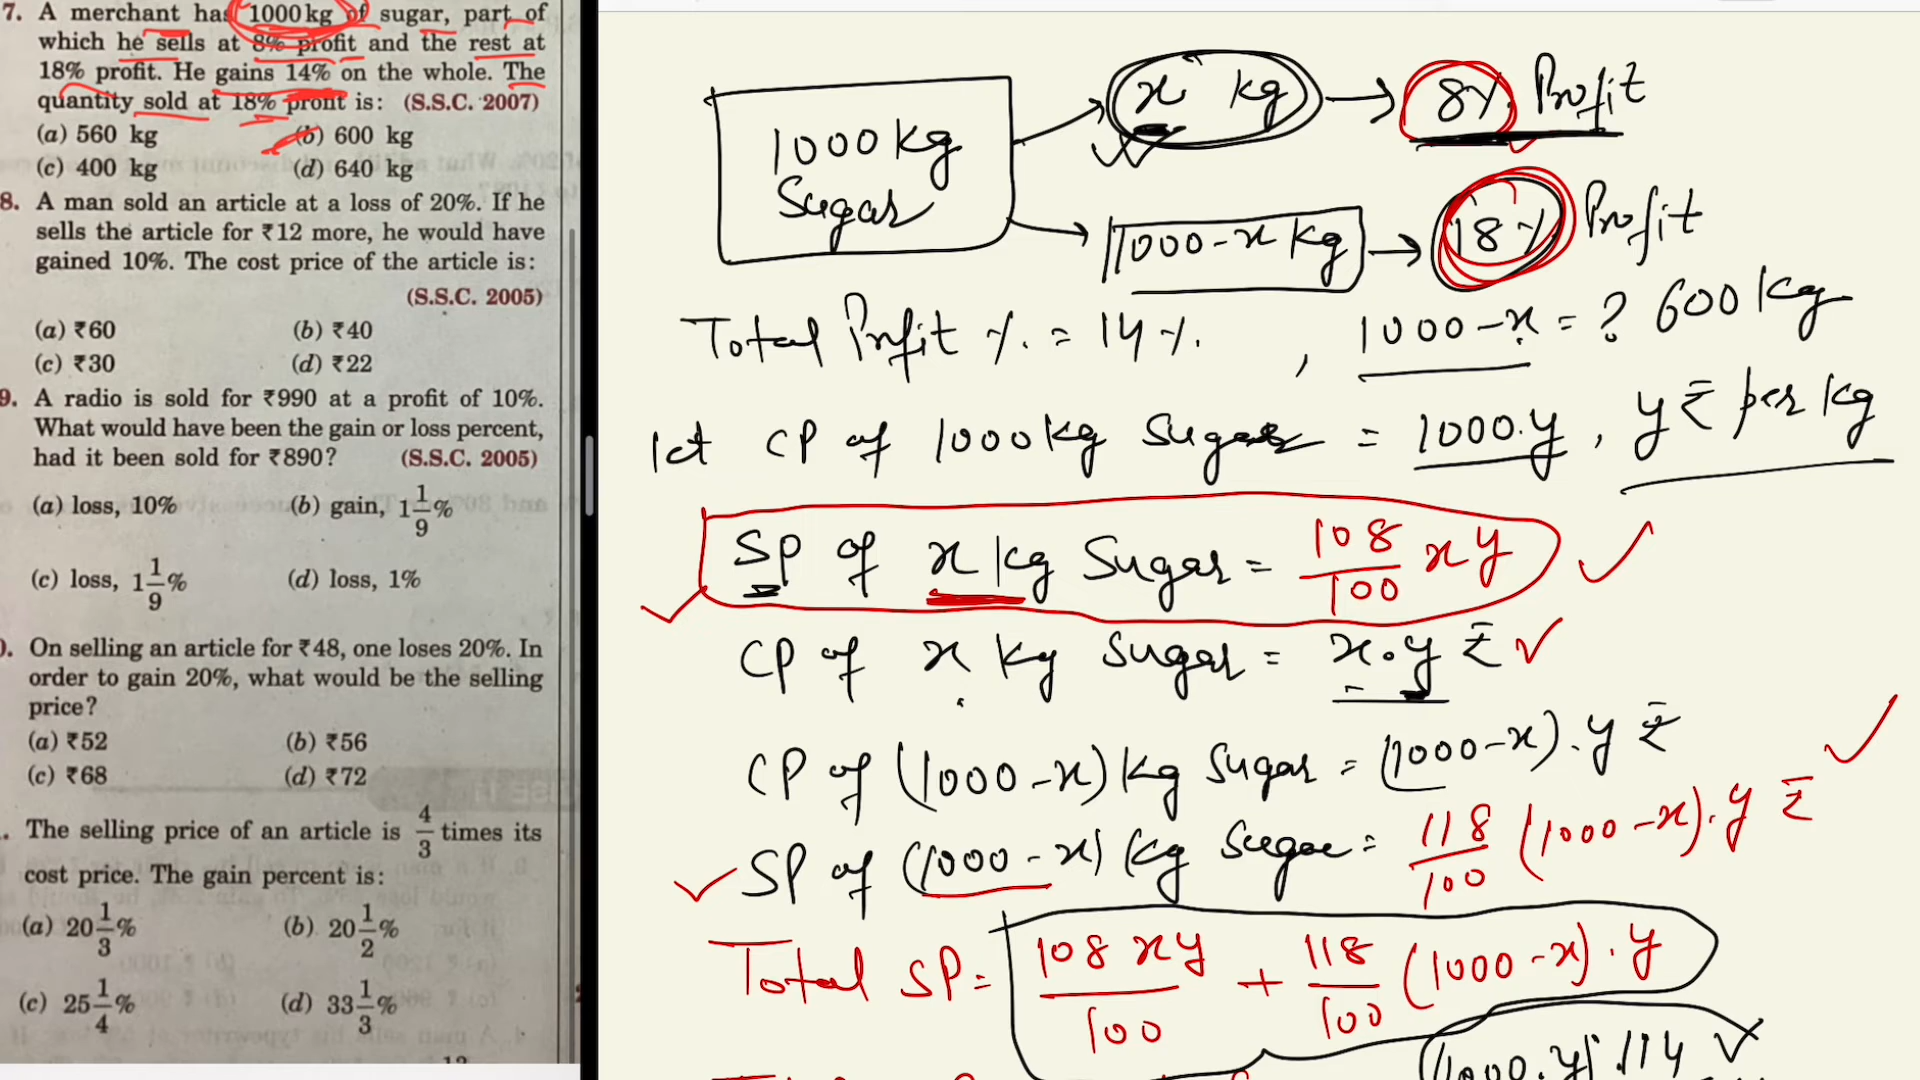 7. A merchant has 1000 kg of sugar, part of
which he sells at 8% profit and the rest at
18% profit. He gains 14% on the whole. The
quantity sold at 18% profit is: (S.S.C. 2007)
(a) 560 kg (b) 600 kg
(c) 400 kg (d) 640 kg
8. A man sold an article at a loss of 20%. If he
sells the article for ₹12 more, he would have
gained 10%. The cost price of the article is:
(S.S.C. 2005)
(a) ₹60 (b) ₹40
(c) ₹30 (d) ₹22
9. A radio is sold for ₹990 at a profit of 10%.
What would have been the gain or loss percent,
had it been sold for ₹890? (S.S.C. 2005)
(a) loss, 10% (b) gain, 1 1/9 %
(c) loss, 1 1/9 % (d) loss, 1%
). On selling an article for ₹48, one loses 20%. In
order to gain 20%, what would be the selling
price?
(a) ₹52 (b) ₹56
(c) ₹68 (d) ₹72
. The selling price of an article is 4/3 times its
cost price. The gain percent is:
(a) 20 1/3 % (b) 20 1/2 %
(c) 25 1/4 % (d) 33 1/3 %
1000 kg
Sugar
x kg → 8% Profit
1000-x kg → 18% Profit
Total Profit % = 14% , 1000-x = ? 600 kg
let CP of 1000kg Sugar = 1000.y , y ₹ per kg
SP of x kg Sugar = 108/100 xy
CP of x kg Sugar = x.y ₹
CP of (1000-x) kg Sugar = (1000-x).y ₹
SP of (1000-x) kg Sugar = 118/100 (1000-x).y ₹
Total SP = 108 xy/100 + 118/100 (1000-x).y